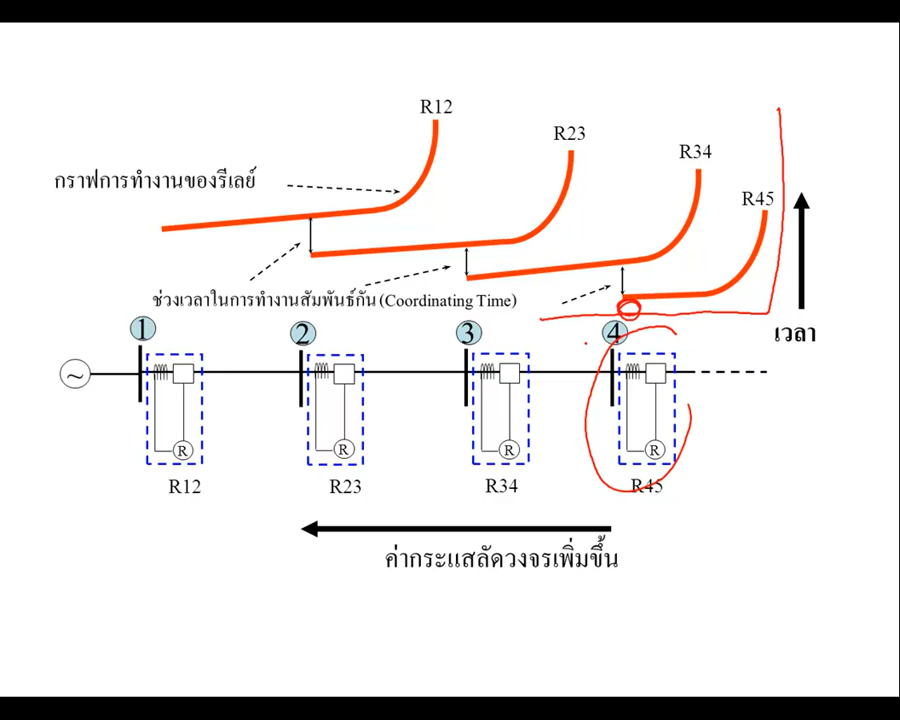 R12
R23
R34
กราฟการทำงานของรีเลย์
R45
ช่วงเวลาในการทำงานสัมพันธ์กัน (Coordinating Time)
เวลา
1 2 3 4
~
R R R R
R12 R23 R34 R45
ค่ากระแสลัดวงจรเพิ่มขึ้น